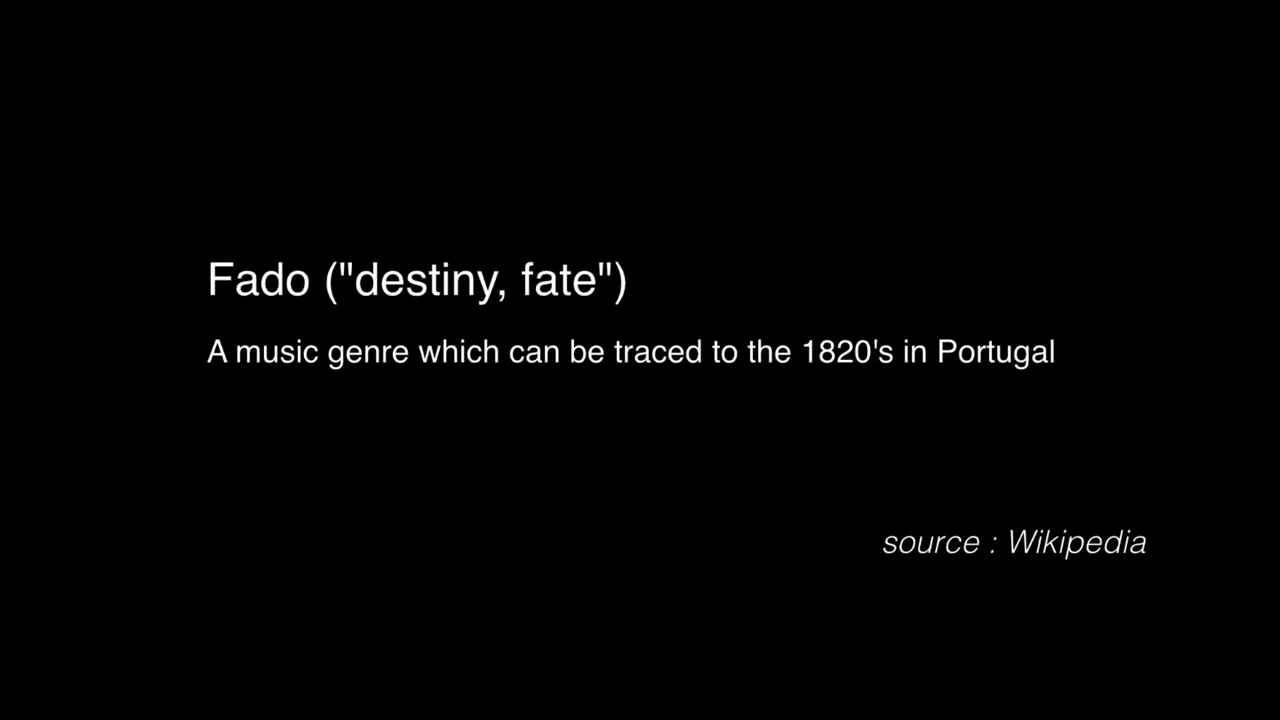 Fado ("destiny, fate")
A music genre which can be traced to the 1820's in Portugal
source : Wikipedia